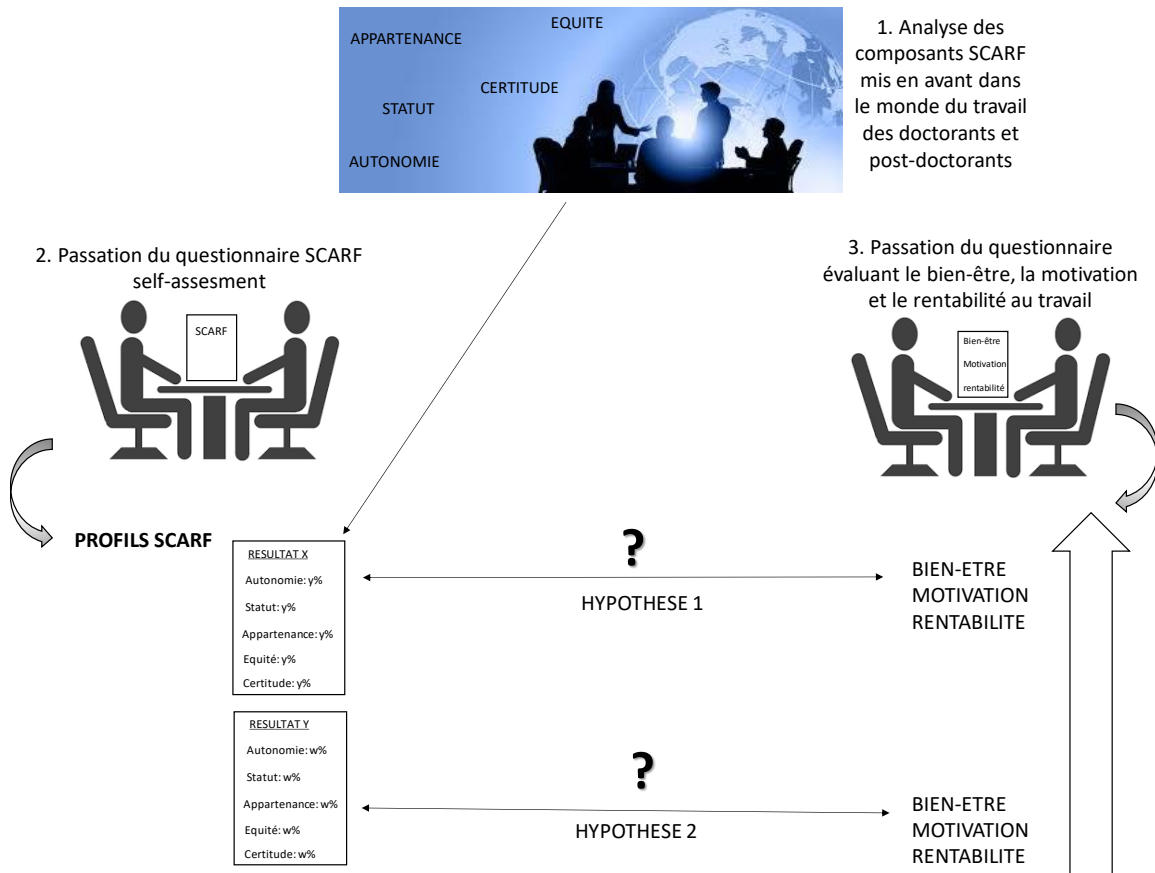 EQUITE
APPARTENANCE
CERTITUDE
STATUT
AUTONOMIE
1. Analyse des
composants SCARF
mis en avant dans
le monde du travail
des doctorants et
post-doctorants
2. Passation du questionnaire SCARF
self-assesment
SCARF
3. Passation du questionnaire
évaluant le bien-être, la motivation
et le rentabilité au travail
Bien-être
Motivation
rentabilité
PROFILS SCARF
RESULTAT X
Autonomie: y%
Statut: y%
Appartenance: y%
Equité: y%
Certitude: y%
?
HYPOTHESE 1
BIEN-ETRE
MOTIVATION
RENTABILITE
RESULTAT Y
Autonomie: w%
Statut: w%
Appartenance: w%
Equité: w%
Certitude: w%
?
HYPOTHESE 2
BIEN-ETRE
MOTIVATION
RENTABILITE